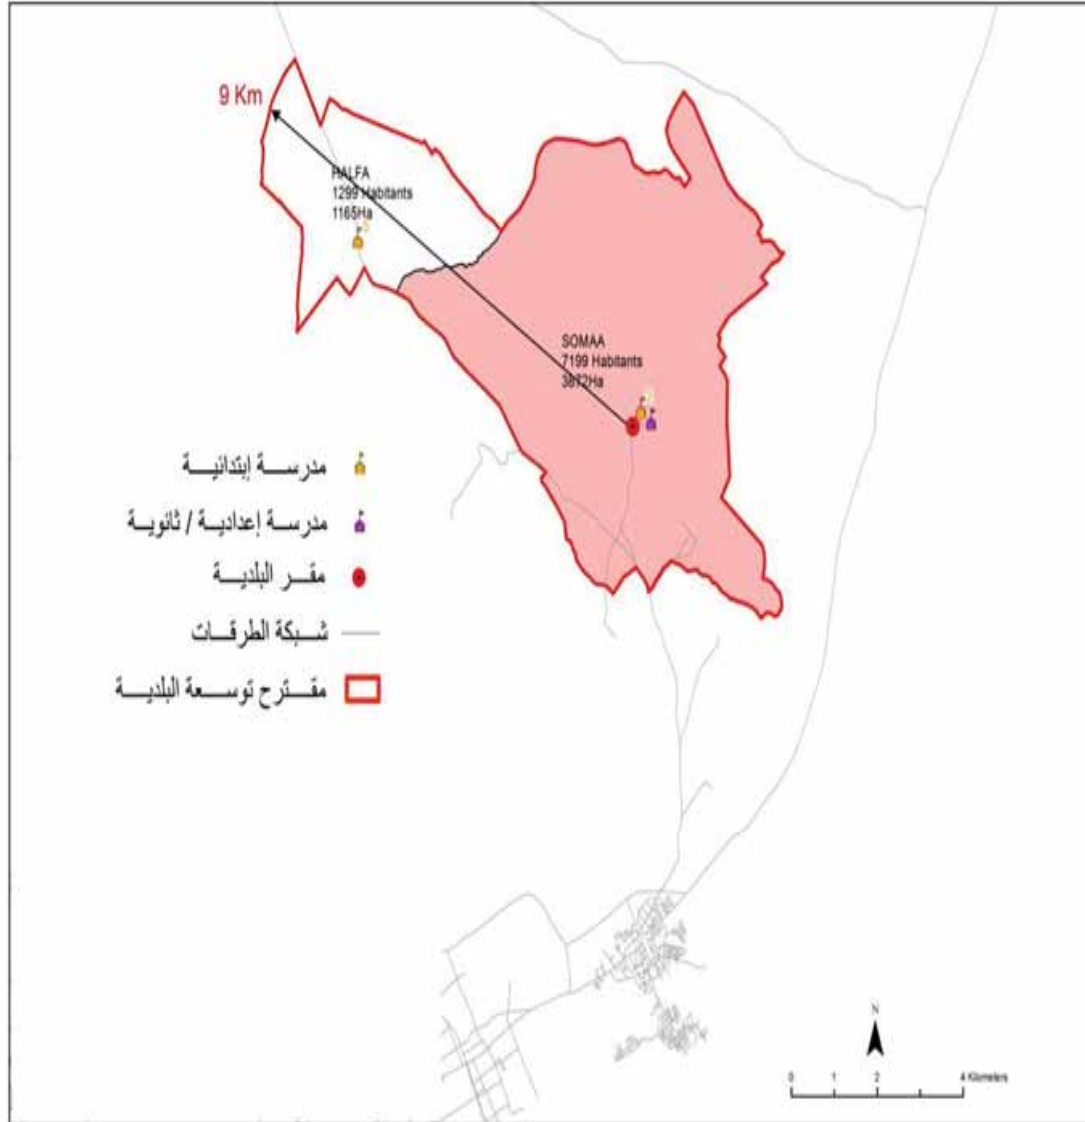 9 Km
HALFA
1299 Habitants
1165Ha
SOMAA
7199 Habitants
3872Ha
مدرسة إبتدائية
مدرسة إعدادية / ثانوية
مقر البلدية
شبكة الطرقات
مقترح توسعة البلدية
N
0 1 2 4 Kilometers